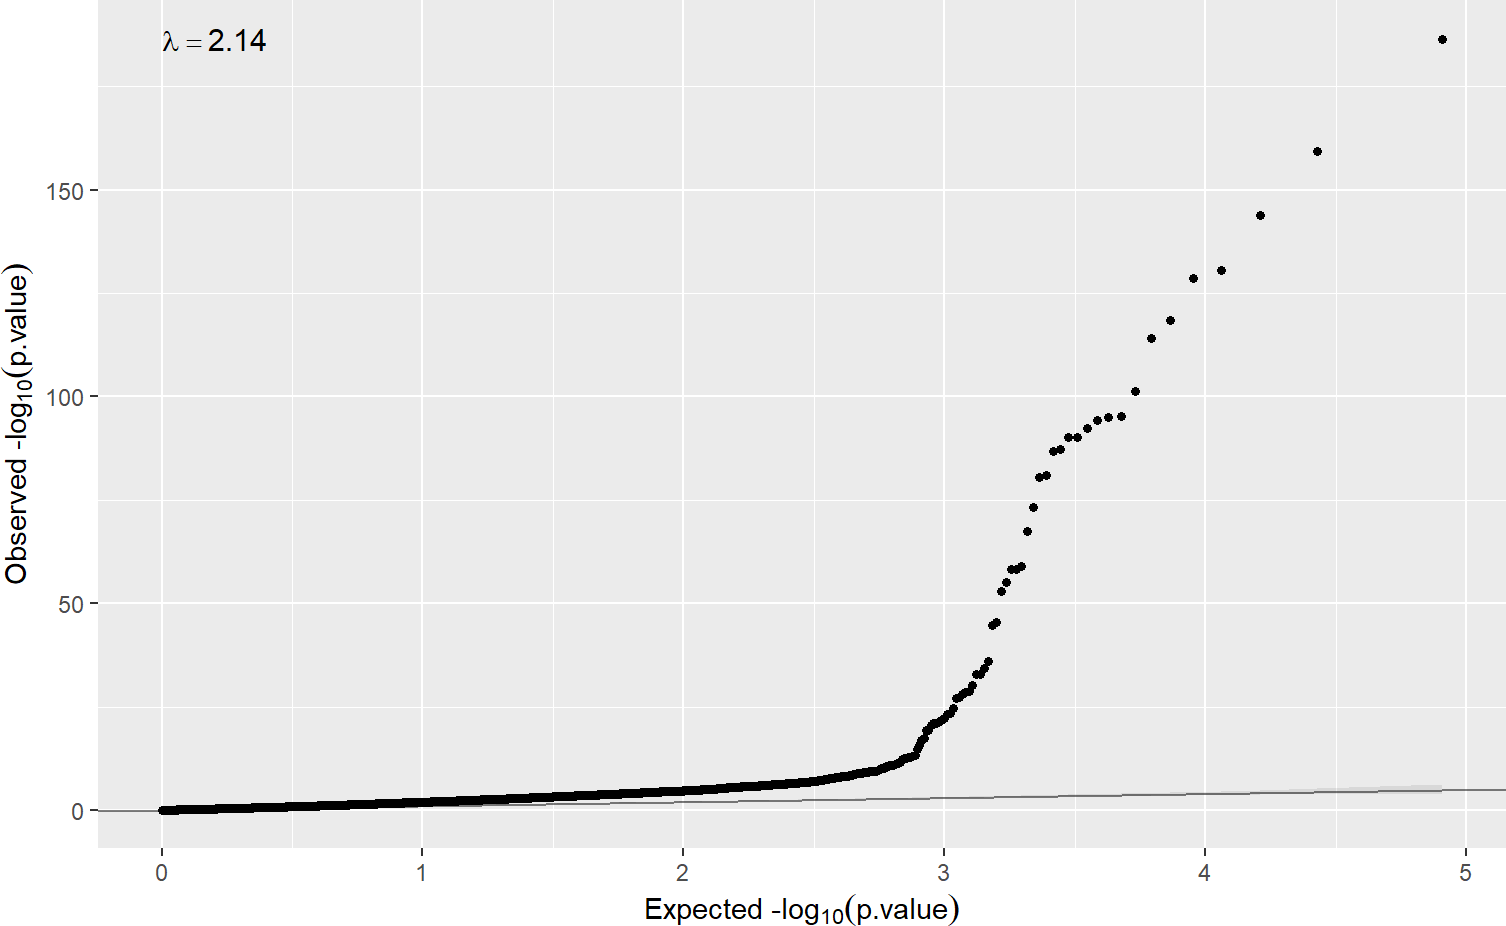 λ = 2.14
150
100
50
0
Observed -log₁₀(p.value)
0 1 2 3 4 5
Expected -log₁₀(p.value)